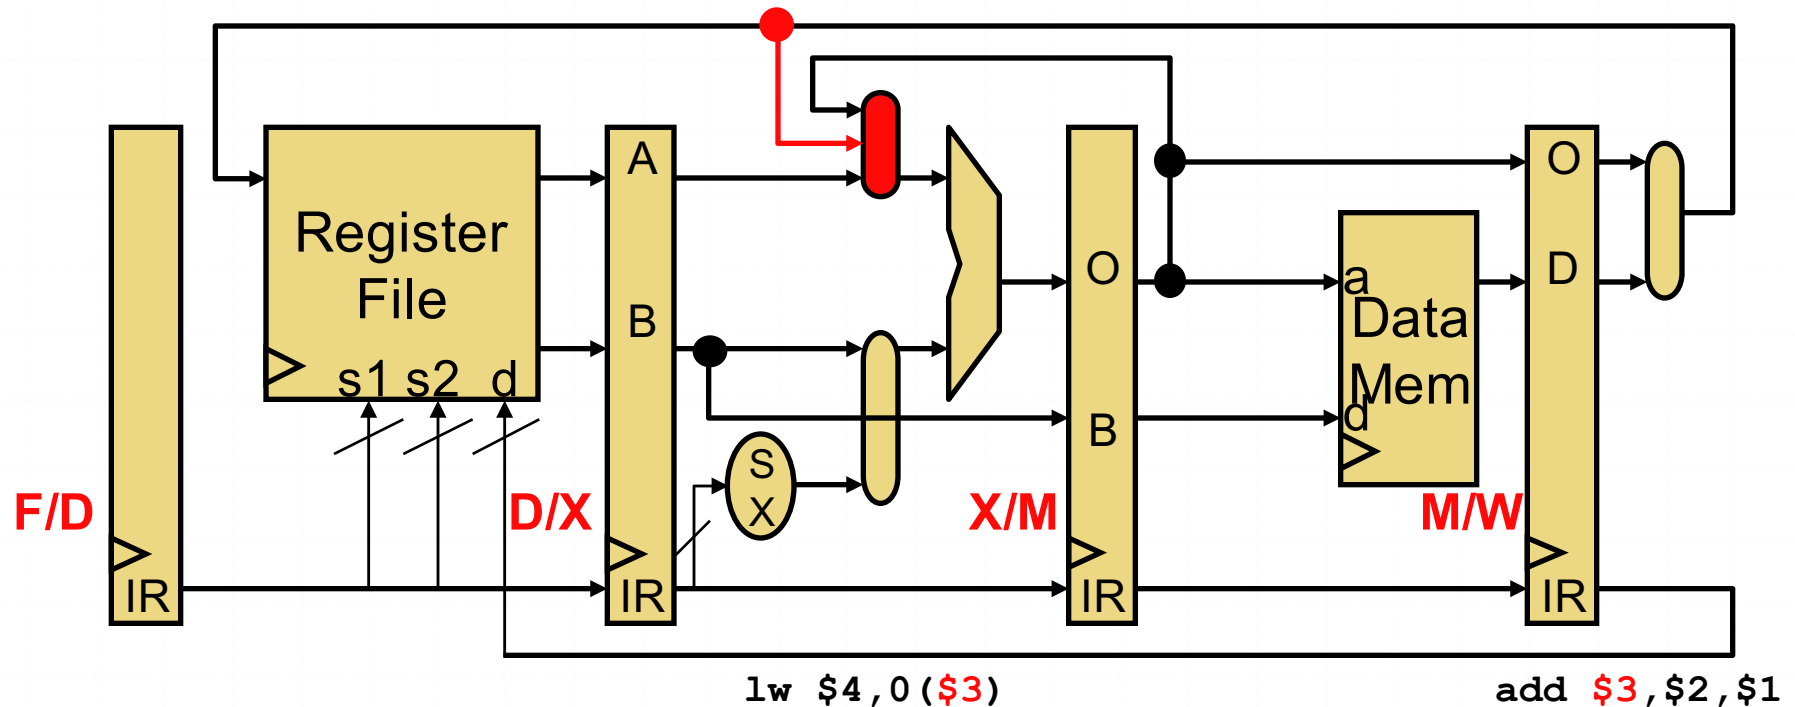 Register
File
s1 s2 d
A
B
S
X
O
B
a
Data
Mem
d
O
D
F/D
D/X
X/M
M/W
IR
IR
IR
IR
lw $4,0($3)
add $3,$2,$1